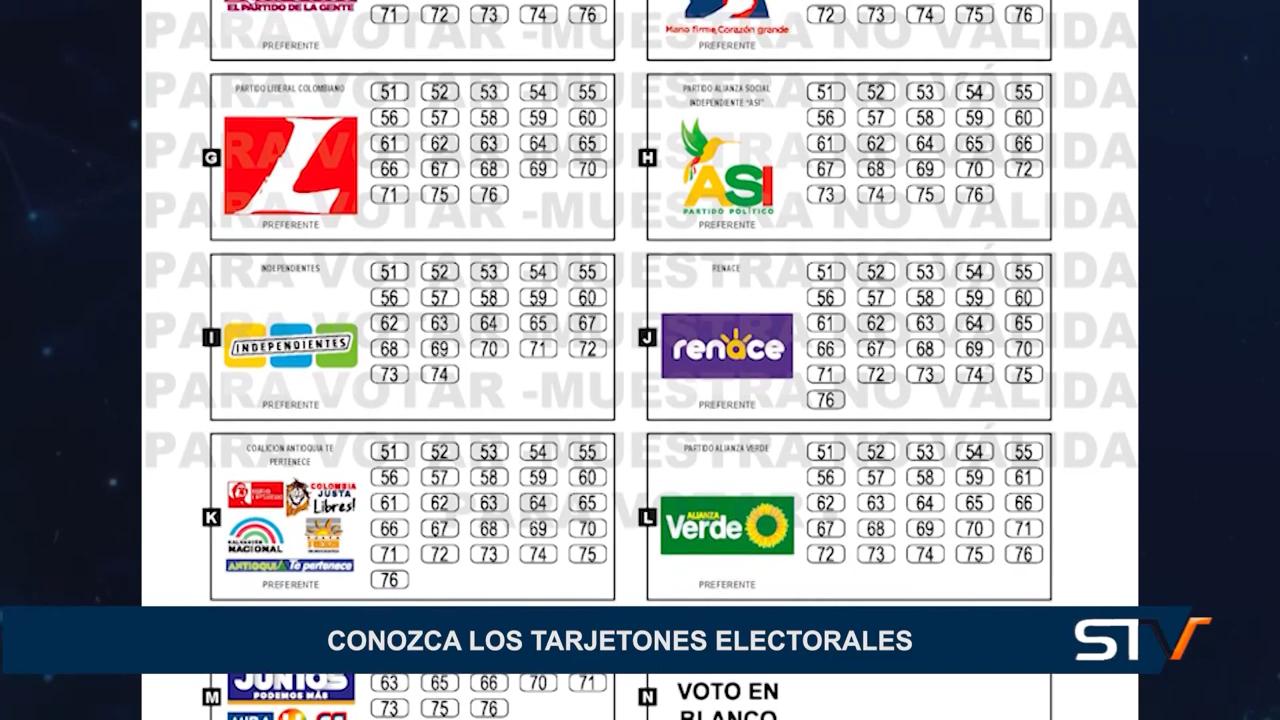 EL PARTIDO DE LA GENTE
71 72 73 74 76
PREFERENTE
Mano firme, Corazón grande
72 73 74 75 76
PREFERENTE
PARA VOTAR -MUESTRA NO VÁLIDA
G
PARTIDO LIBERAL COLOMBIANO
L
51 52 53 54 55
56 57 58 59 60
61 62 63 64 65
66 67 68 69 70
71 75 76
PREFERENTE
H
PARTIDO ALIANZA SOCIAL
INDEPENDIENTE "ASI"
ASI
PARTIDO POLÍTICO
51 52 53 54 55
56 57 58 59 60
61 62 64 65 66
67 68 69 70 72
73 74 75 76
PREFERENTE
I
INDEPENDIENTES
INDEPENDIENTES
51 52 53 54 55
56 57 58 59 60
62 63 64 65 67
68 69 70 71 72
73 74
PREFERENTE
J
RENACE
renace
51 52 53 54 55
56 57 58 59 60
61 62 63 64 65
66 67 68 69 70
71 72 73 74 75
76
PREFERENTE
K
COALICION ANTIOQUIA TE
PERTENECE
COLOMBIA
JUSTA
Libres!
SALVACIÓN
NACIONAL
ANTIOQUIA Te pertenece
51 52 53 54 55
56 57 58 59 60
61 62 63 64 65
66 67 68 69 70
71 72 73 74 75
76
PREFERENTE
L
PARTIDO ALIANZA VERDE
ALIANZA
Verde
51 52 53 54 55
56 57 58 59 61
62 63 64 65 66
67 68 69 70 71
72 73 74 75 76
PREFERENTE
CONOZCA LOS TARJETONES ELECTORALES
STV
M
JUNTOS
PODEMOS MÁS
MIRA
63 65 66 70 71
73 75 76
N
VOTO EN
BLANCO